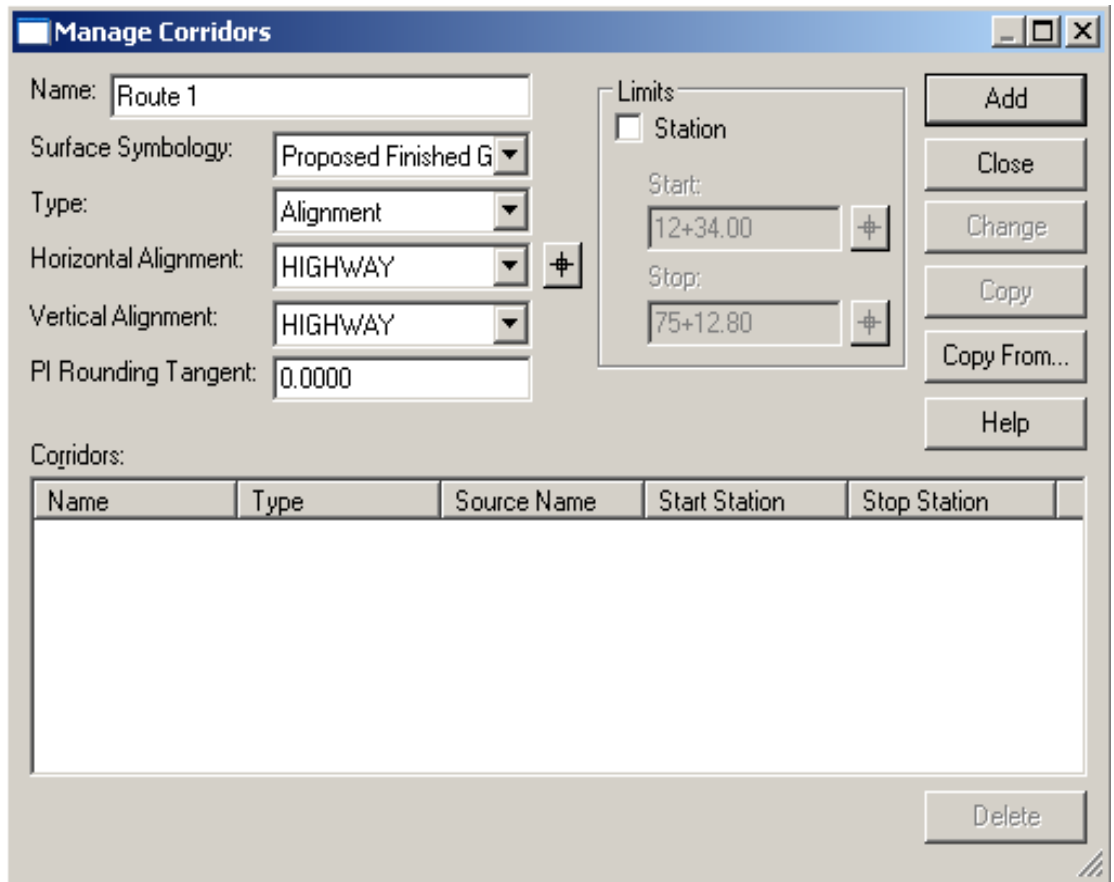 Manage Corridors
Name: Route 1
Surface Symbology: Proposed Finished G
Type: Alignment
Horizontal Alignment: HIGHWAY
Vertical Alignment: HIGHWAY
PI Rounding Tangent: 0.0000
Limits
Station
Start:
12+34.00
Stop:
75+12.80
Add
Close
Change
Copy
Copy From...
Help
Corridors:
Name Type Source Name Start Station Stop Station
Delete